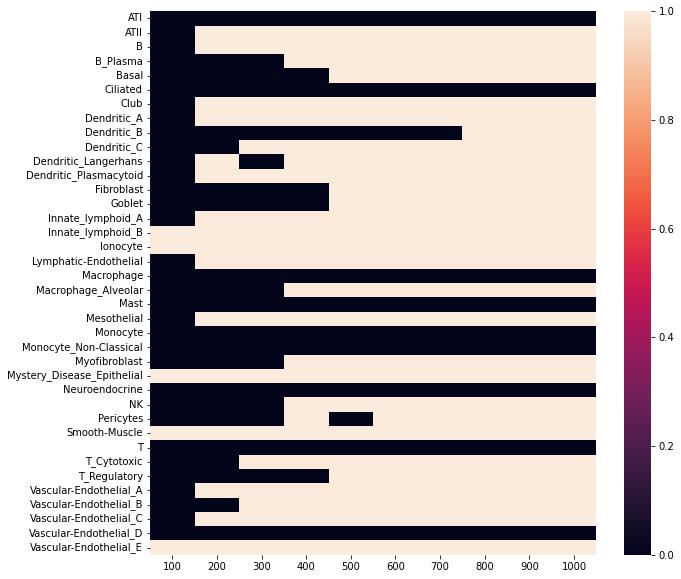 ATI
ATII
B
B_Plasma
Basal
Ciliated
Club
Dendritic_A
Dendritic_B
Dendritic_C
Dendritic_Langerhans
Dendritic_Plasmacytoid
Fibroblast
Goblet
Innate_lymphoid_A
Innate_lymphoid_B
Ionocyte
Lymphatic-Endothelial
Macrophage
Macrophage_Alveolar
Mast
Mesothelial
Monocyte
Monocyte_Non-Classical
Myofibroblast
Mystery_Disease_Epithelial
Neuroendocrine
NK
Pericytes
Smooth-Muscle
T
T_Cytotoxic
T_Regulatory
Vascular-Endothelial_A
Vascular-Endothelial_B
Vascular-Endothelial_C
Vascular-Endothelial_D
Vascular-Endothelial_E
100 200 300 400 500 600 700 800 900 1000
1.0
0.8
0.6
0.4
0.2
0.0